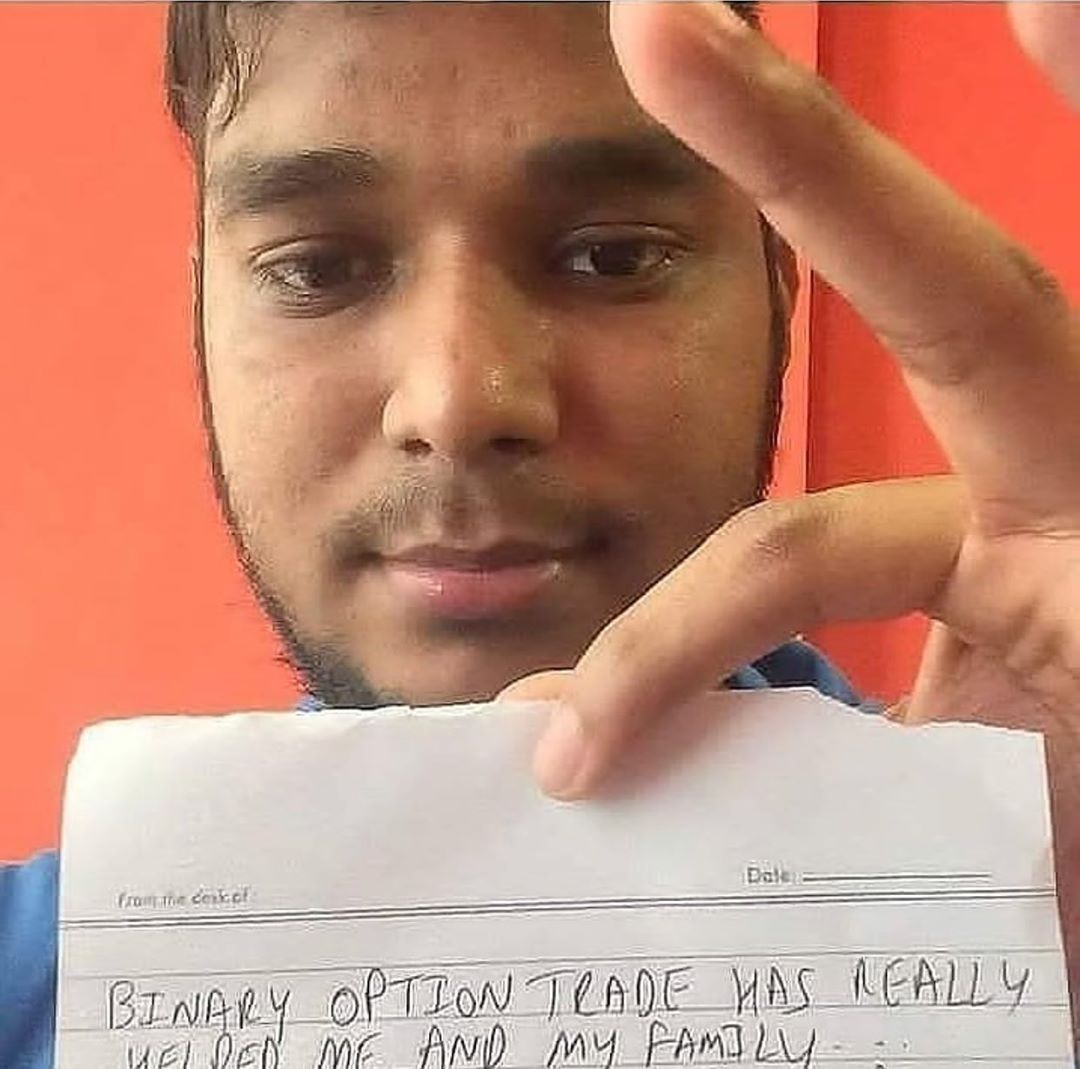 From the desk of :
Date:
BINARY OPTION TRADE HAS REALLY
HELPED ME AND MY FAMILY...